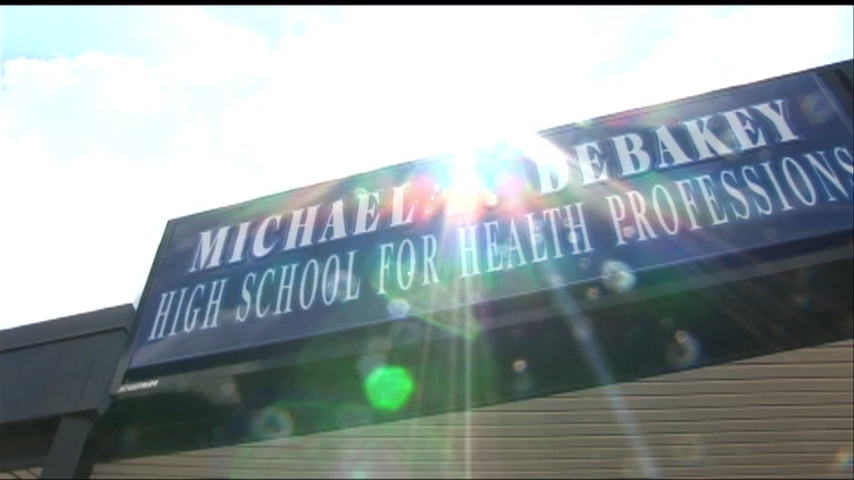 MICHAEL DEBAKEY
HIGH SCHOOL FOR HEALTH PROFESSIONS